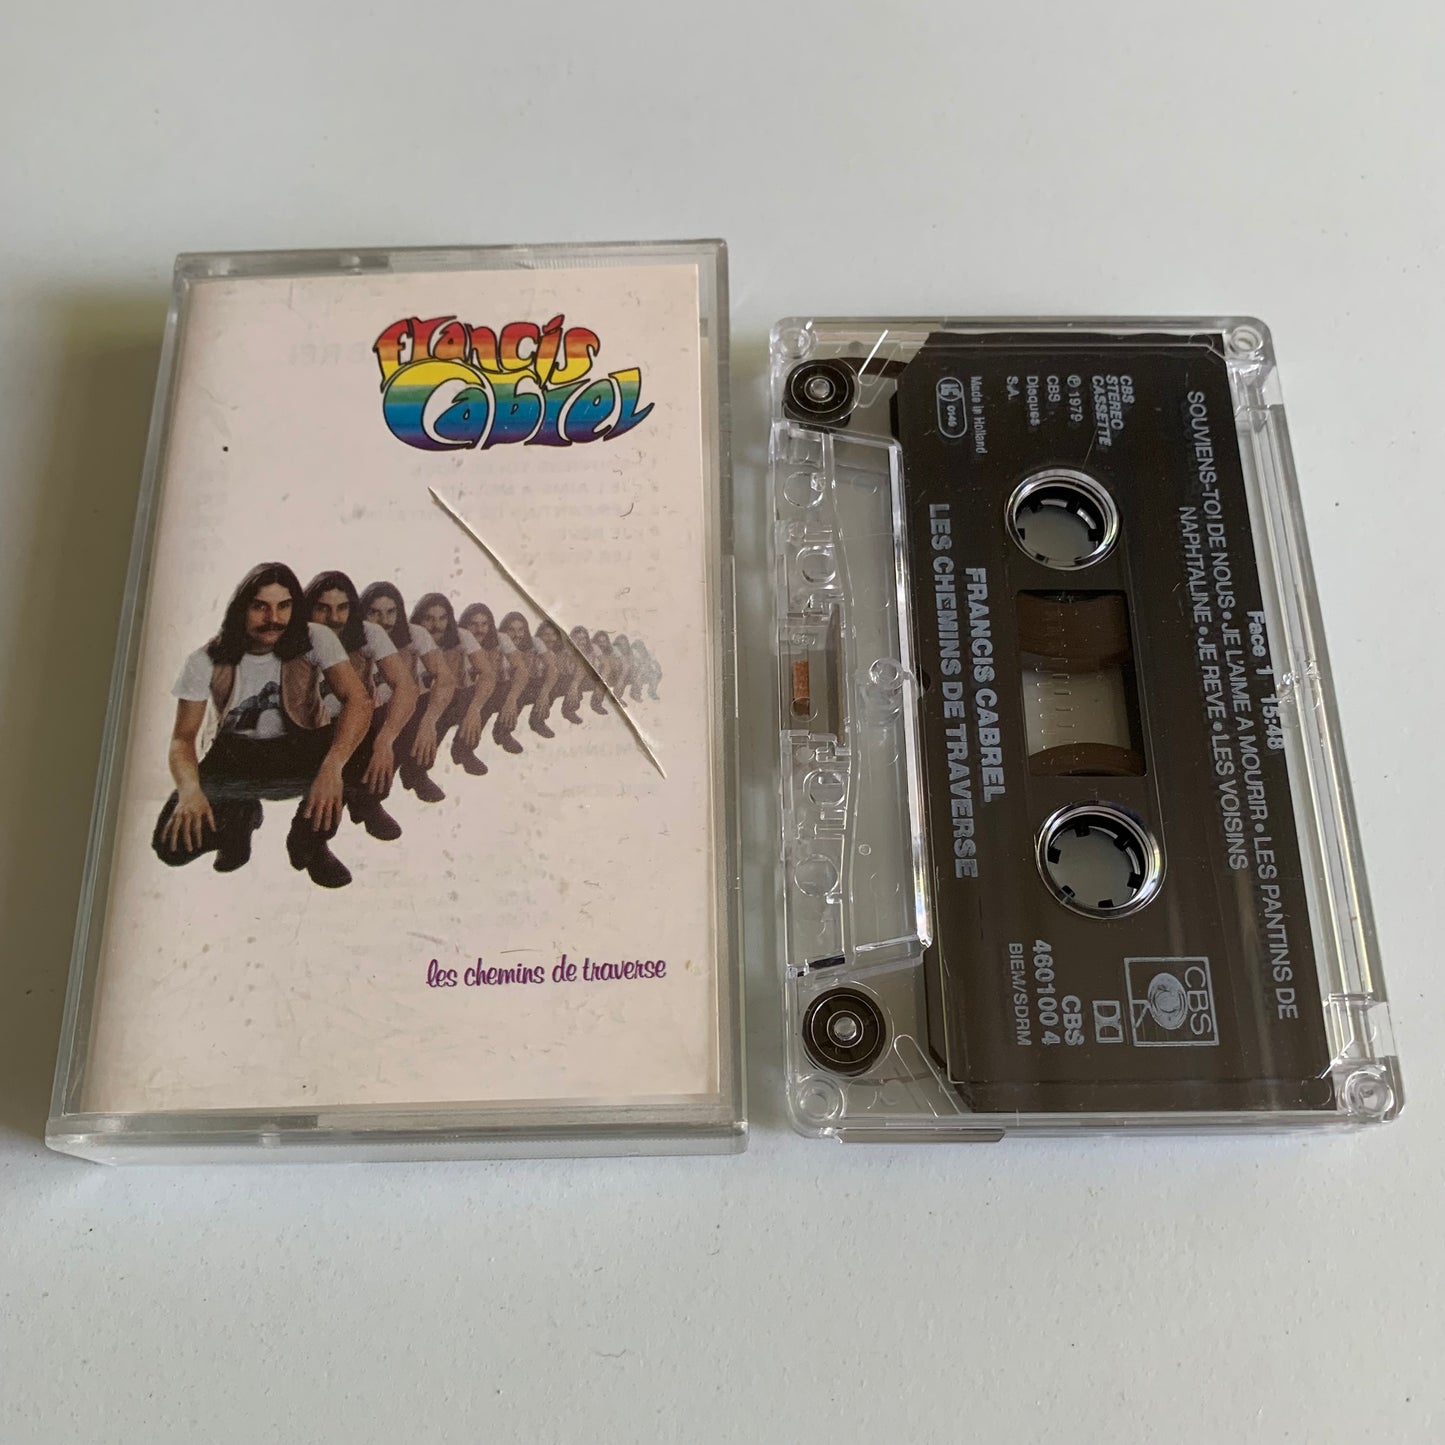 Francis
Cabrel
les chemins de traverse
Face 1 15:48
SOUVIENS-TOI DE NOUS • JE L'AIME A MOURIR • LES PANTINS DE
NAPHTALINE • JE REVE • LES VOISINS
CBS
STEREO
CASSETTE
℗ 1979
CBS
Disques
S.A.
Made in Holland
FRANCIS CABREL
LES CHEMINS DE TRAVERSE
CBS
CBS
460100 4
BIEM/SDRM